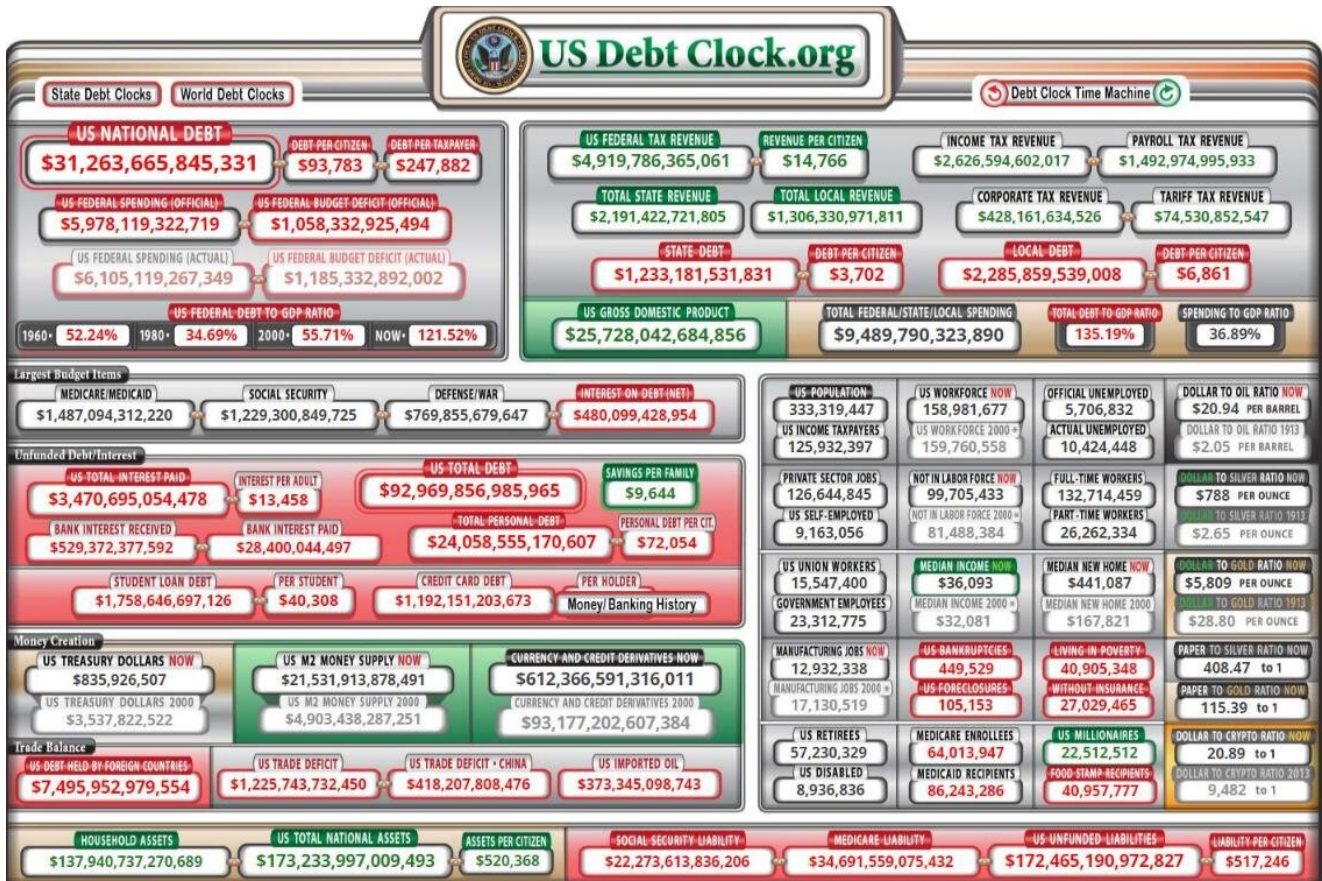 US Debt Clock.org
State Debt Clocks World Debt Clocks Debt Clock Time Machine
US NATIONAL DEBT
$31,263,665,845,331
DEBT PER CITIZEN
$93,783
DEBT PER TAXPAYER
$247,882
US FEDERAL SPENDING (OFFICIAL)
$5,978,119,322,719
US FEDERAL BUDGET DEFICIT (OFFICIAL)
$1,058,332,925,494
US FEDERAL SPENDING (ACTUAL)
$6,105,119,267,349
US FEDERAL BUDGET DEFICIT (ACTUAL)
$1,185,332,892,002
US FEDERAL DEBT TO GDP RATIO
1960• 52.24% 1980• 34.69% 2000• 55.71% NOW• 121.52%
US FEDERAL TAX REVENUE
$4,919,786,365,061
REVENUE PER CITIZEN
$14,766
INCOME TAX REVENUE
$2,626,594,602,017
PAYROLL TAX REVENUE
$1,492,974,995,933
TOTAL STATE REVENUE
$2,191,422,721,805
TOTAL LOCAL REVENUE
$1,306,330,971,811
CORPORATE TAX REVENUE
$428,161,634,526
TARIFF TAX REVENUE
$74,530,852,547
STATE DEBT
$1,233,181,531,831
DEBT PER CITIZEN
$3,702
LOCAL DEBT
$2,285,859,539,008
DEBT PER CITIZEN
$6,861
US GROSS DOMESTIC PRODUCT
$25,728,042,684,856
TOTAL FEDERAL/STATE/LOCAL SPENDING
$9,489,790,323,890
TOTAL DEBT TO GDP RATIO
135.19%
SPENDING TO GDP RATIO
36.89%
Largest Budget Items
MEDICARE/MEDICAID
$1,487,094,312,220
SOCIAL SECURITY
$1,229,300,849,725
DEFENSE/WAR
$769,855,679,647
INTEREST ON DEBT (NET)
$480,099,428,954
Unfunded Debt/Interest
US TOTAL INTEREST PAID
$3,470,695,054,478
INTEREST PER ADULT
$13,458
US TOTAL DEBT
$92,969,856,985,965
SAVINGS PER FAMILY
$9,644
BANK INTEREST RECEIVED
$529,372,377,592
BANK INTEREST PAID
$28,400,044,497
TOTAL PERSONAL DEBT
$24,058,555,170,607
PERSONAL DEBT PER CIT.
$72,054
STUDENT LOAN DEBT
$1,758,646,697,126
PER STUDENT
$40,308
CREDIT CARD DEBT
$1,192,151,203,673
PER HOLDER
Money/Banking History
Money Creation
US TREASURY DOLLARS NOW
$835,926,507
US TREASURY DOLLARS 2000
$3,537,822,522
US M2 MONEY SUPPLY NOW
$21,531,913,878,491
US M2 MONEY SUPPLY 2000
$4,903,438,287,251
CURRENCY AND CREDIT DERIVATIVES NOW
$612,366,591,316,011
CURRENCY AND CREDIT DERIVATIVES 2000
$93,177,202,607,384
Trade Balance
US DEBT HELD BY FOREIGN COUNTRIES
$7,495,952,979,554
US TRADE DEFICIT
$1,225,743,732,450
US TRADE DEFICIT • CHINA
$418,207,808,476
US IMPORTED OIL
$373,345,098,743
US POPULATION
333,319,447
US INCOME TAXPAYERS
125,932,397
US WORKFORCE NOW
158,981,677
US WORKFORCE 2000
159,760,558
OFFICIAL UNEMPLOYED
5,706,832
ACTUAL UNEMPLOYED
10,424,448
DOLLAR TO OIL RATIO NOW
$20.94 PER BARREL
DOLLAR TO OIL RATIO 1913
$2.05 PER BARREL
PRIVATE SECTOR JOBS
126,644,845
US SELF-EMPLOYED
9,163,056
NOT IN LABOR FORCE NOW
99,705,433
NOT IN LABOR FORCE 2000
81,488,384
FULL-TIME WORKERS
132,714,459
PART-TIME WORKERS
26,262,334
DOLLAR TO SILVER RATIO NOW
$788 PER OUNCE
DOLLAR TO SILVER RATIO 1913
$2.65 PER OUNCE
US UNION WORKERS
15,547,400
GOVERNMENT EMPLOYEES
23,312,775
MEDIAN INCOME NOW
$36,093
MEDIAN INCOME 2000
$32,081
MEDIAN NEW HOME NOW
$441,087
MEDIAN NEW HOME 2000
$167,821
DOLLAR TO GOLD RATIO NOW
$5,809 PER OUNCE
DOLLAR TO GOLD RATIO 1913
$28.80 PER OUNCE
MANUFACTURING JOBS NOW
12,932,338
MANUFACTURING JOBS 2000
17,130,519
US BANKRUPTCIES
449,529
US FORECLOSURES
105,153
LIVING IN POVERTY
40,905,348
WITHOUT INSURANCE
27,029,465
PAPER TO SILVER RATIO NOW
408.47 to 1
PAPER TO GOLD RATIO NOW
115.39 to 1
US RETIREES
57,230,329
US DISABLED
8,936,836
MEDICARE ENROLLEES
64,013,947
MEDICAID RECIPIENTS
86,243,286
US MILLIONAIRES
22,512,512
FOOD STAMP RECIPIENTS
40,957,777
DOLLAR TO CRYPTO RATIO NOW
20.89 to 1
DOLLAR TO CRYPTO RATIO 2013
9,482 to 1
HOUSEHOLD ASSETS
$137,940,737,270,689
US TOTAL NATIONAL ASSETS
$173,233,997,009,493
ASSETS PER CITIZEN
$520,368
SOCIAL SECURITY LIABILITY
$22,273,613,836,206
MEDICARE LIABILITY
$34,691,559,075,432
US UNFUNDED LIABILITIES
$172,465,190,972,827
LIABILITY PER CITIZEN
$517,246